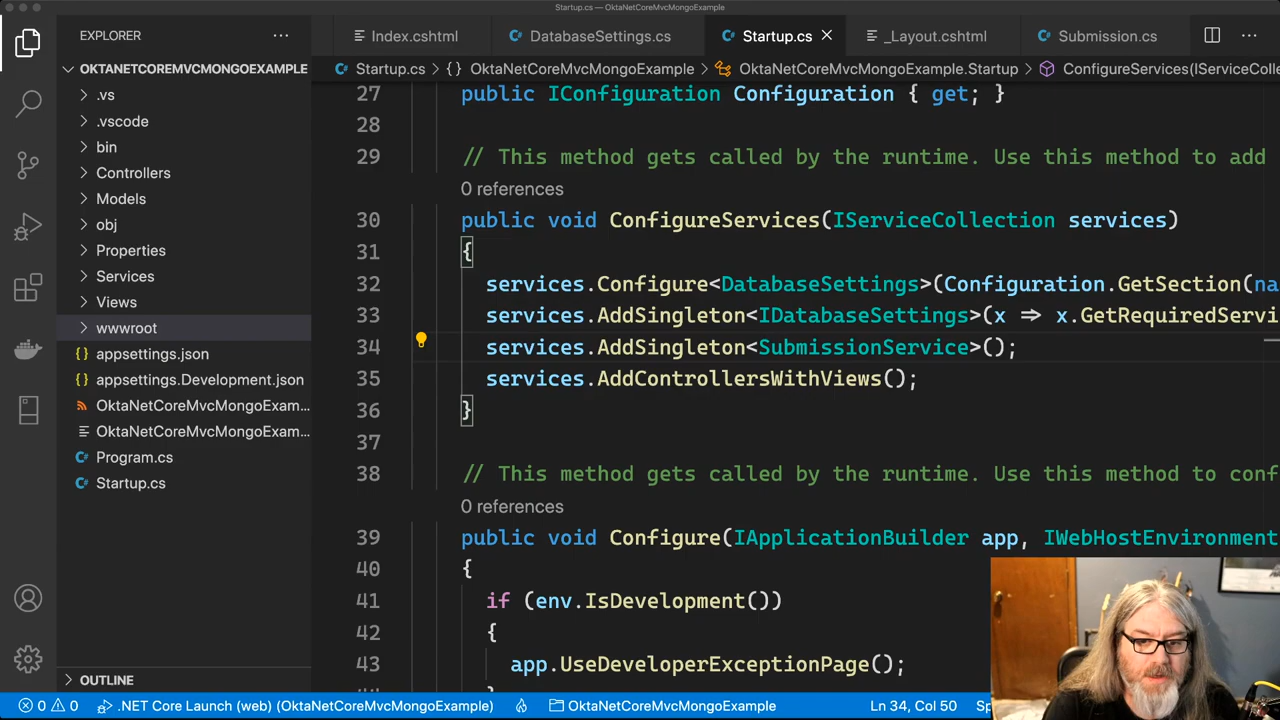 Startup.cs — OktaNetCoreMvcMongoExample
EXPLORER
Index.cshtml
DatabaseSettings.cs
Startup.cs
_Layout.cshtml
Submission.cs
OKTANETCOREMVCMONGOEXAMPLE
Startup.cs
{} OktaNetCoreMvcMongoExample
OktaNetCoreMvcMongoExample.Startup
ConfigureServices(IServiceColle
.vs
.vscode
bin
Controllers
Models
obj
Properties
Services
Views
wwwroot
{} appsettings.json
{} appsettings.Development.json
OktaNetCoreMvcMongoExam...
OktaNetCoreMvcMongoExam...
Program.cs
Startup.cs
OUTLINE
27 public IConfiguration Configuration { get; }
28
29 // This method gets called by the runtime. Use this method to add
0 references
30 public void ConfigureServices(IServiceCollection services)
31 {
32 services.Configure<DatabaseSettings>(Configuration.GetSection(na
33 services.AddSingleton<IDatabaseSettings>(x => x.GetRequiredServi
34 services.AddSingleton<SubmissionService>();
35 services.AddControllersWithViews();
36 }
37
38 // This method gets called by the runtime. Use this method to conf
0 references
39 public void Configure(IApplicationBuilder app, IWebHostEnvironment
40 {
41 if (env.IsDevelopment())
42 {
43 app.UseDeveloperExceptionPage();
0 0 .NET Core Launch (web) (OktaNetCoreMvcMongoExample) OktaNetCoreMvcMongoExample Ln 34, Col 50 Sp